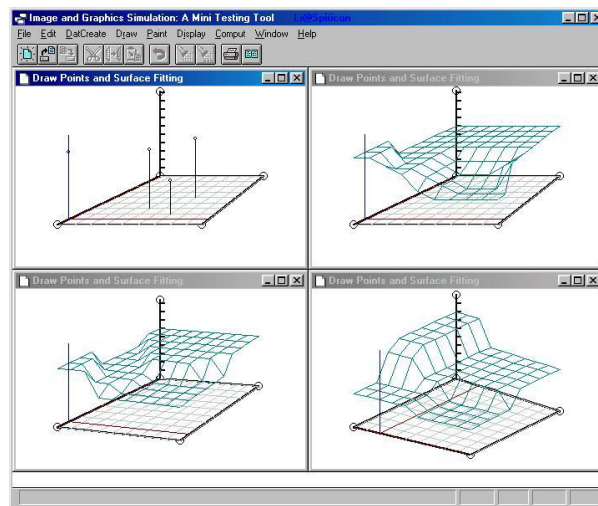 Image and Graphics Simulation: A Mini Testing Tool
File Edit DatCreate Draw Paint Display Comput Window Help
Draw Points and Surface Fitting
Draw Points and Surface Fitting
Draw Points and Surface Fitting
Draw Points and Surface Fitting